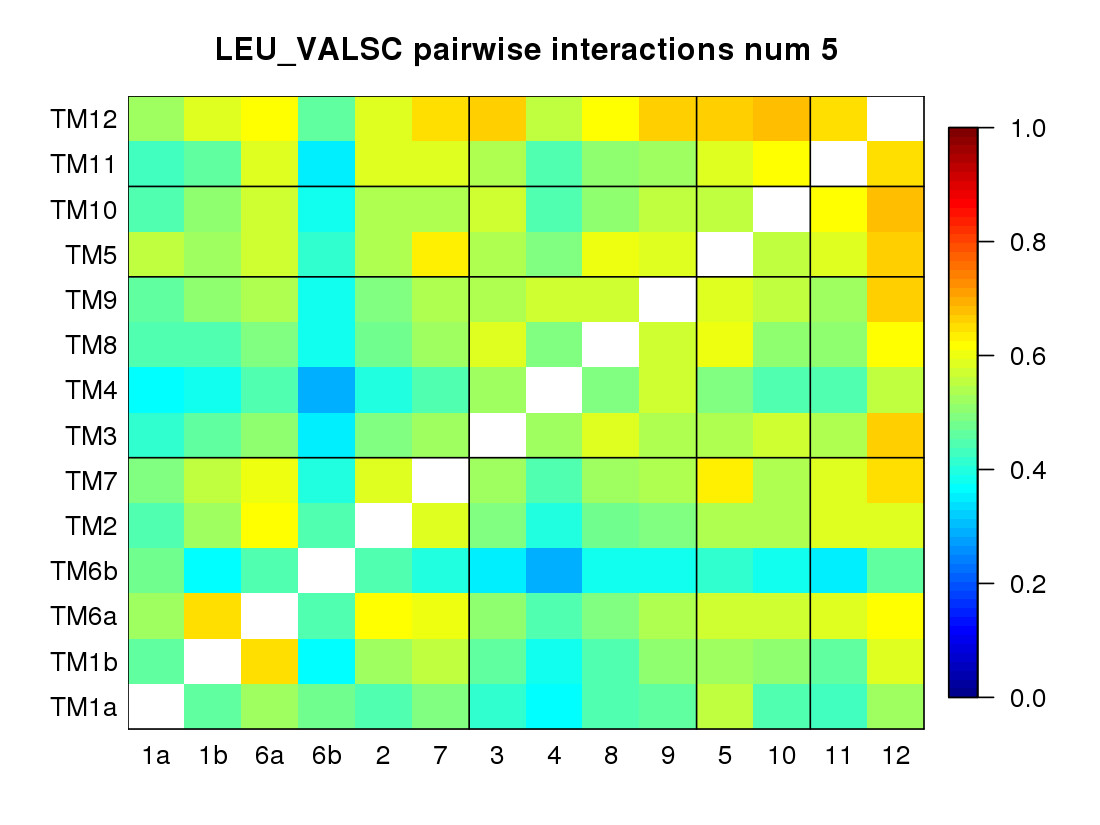 LEU_VALSC pairwise interactions num 5
TM12
TM11
TM10
TM5
TM9
TM8
TM4
TM3
TM7
TM2
TM6b
TM6a
TM1b
TM1a
1a 1b 6a 6b 2 7 3 4 8 9 5 10 11 12
1.0
0.8
0.6
0.4
0.2
0.0